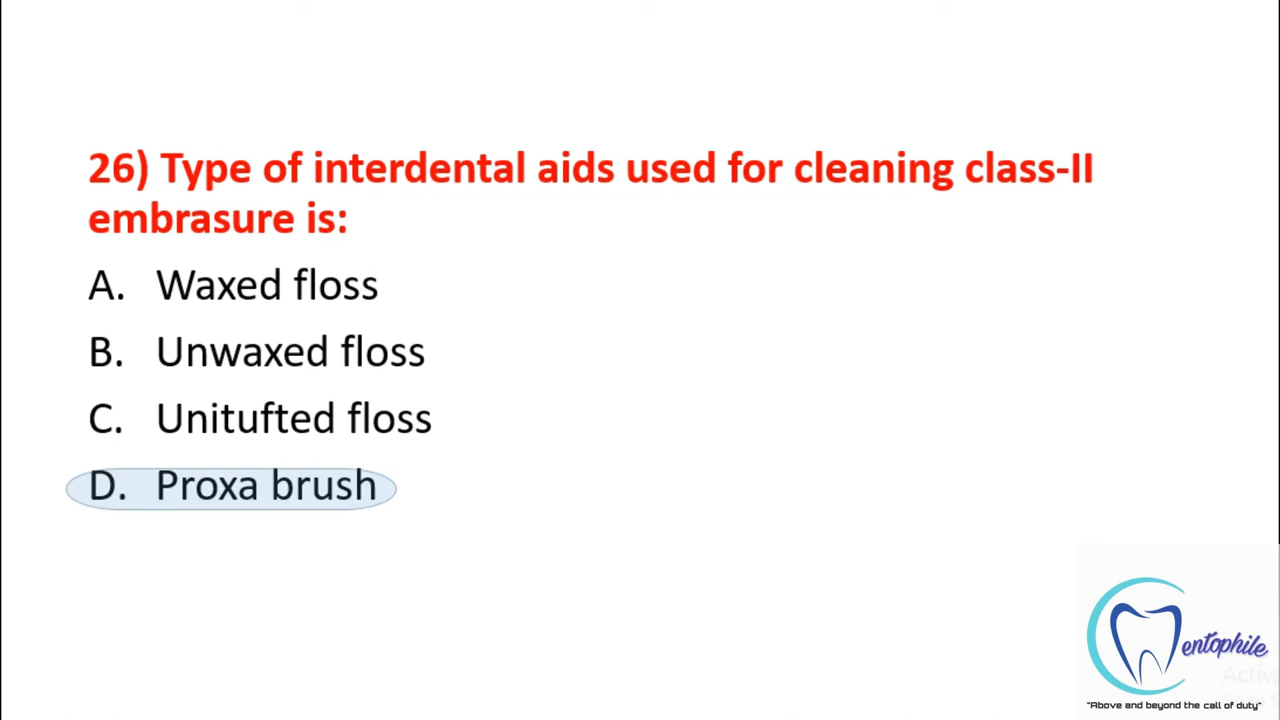 26) Type of interdental aids used for cleaning class-II
embrasure is:
A. Waxed floss
B. Unwaxed floss
C. Unitufted floss
D. Proxa brush
entophile
Activ
"Above and beyond the call of duty"